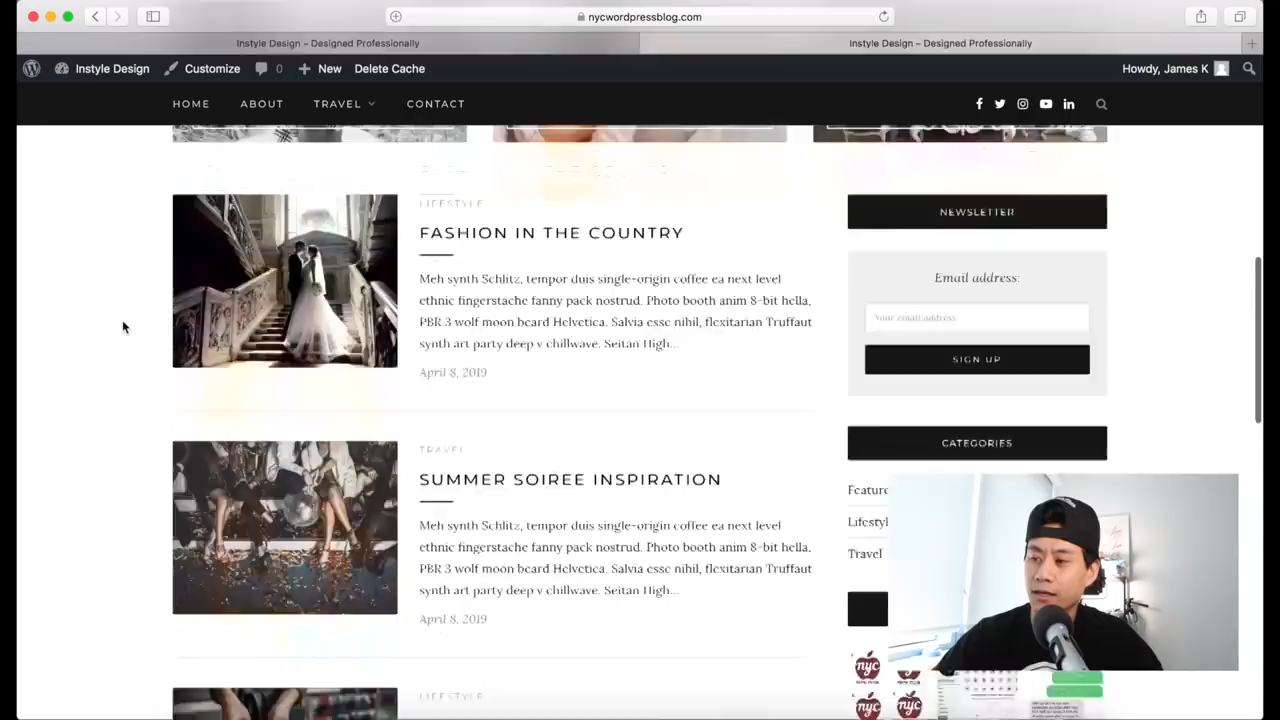 nycwordpressblog.com
Instyle Design – Designed Professionally
Instyle Design – Designed Professionally
Instyle Design
Customize
0
New
Delete Cache
Howdy, James K
HOME
ABOUT
TRAVEL
CONTACT
LIFESTYLE
FASHION IN THE COUNTRY
Meh synth Schlitz, tempor duis single-origin coffee ea next level
ethnic fingerstache fanny pack nostrud. Photo booth anim 8-bit hella,
PBR 3 wolf moon beard Helvetica. Salvia esse nihil, flexitarian Truffaut
synth art party deep v chillwave. Seitan High...
April 8, 2019
TRAVEL
SUMMER SOIREE INSPIRATION
Meh synth Schlitz, tempor duis single-origin coffee ea next level
ethnic fingerstache fanny pack nostrud. Photo booth anim 8-bit hella,
PBR 3 wolf moon beard Helvetica. Salvia esse nihil, flexitarian Truffaut
synth art party deep v chillwave. Seitan High...
April 8, 2019
LIFESTYLE
NEWSLETTER
Email address:
Your email address
SIGN UP
CATEGORIES
Feature
Lifestyl
Travel
nyc
nyc
nyc